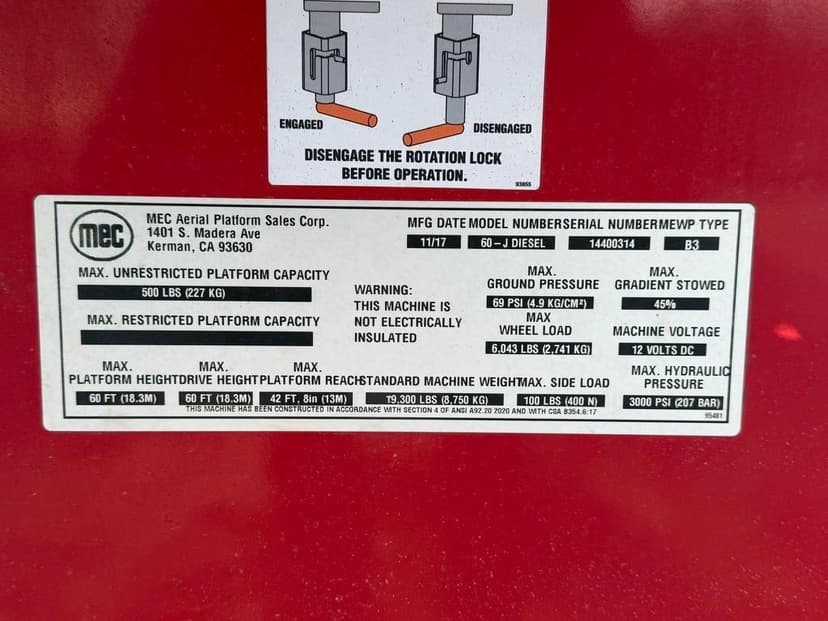 ENGAGED
DISENGAGED
DISENGAGE THE ROTATION LOCK
BEFORE OPERATION.
93855
mec
MEC Aerial Platform Sales Corp.
1401 S. Madera Ave
Kerman, CA 93630
MFG DATE MODEL NUMBER SERIAL NUMBER MEWP TYPE
11/17 60-J DIESEL 14400314 B3
MAX. UNRESTRICTED PLATFORM CAPACITY
500 LBS (227 KG)
MAX. RESTRICTED PLATFORM CAPACITY
WARNING:
THIS MACHINE IS
NOT ELECTRICALLY
INSULATED
MAX.
GROUND PRESSURE
69 PSI (4.9 KG/CM²)
MAX
WHEEL LOAD
6,043 LBS (2,741 KG)
MAX.
GRADIENT STOWED
45%
MACHINE VOLTAGE
12 VOLTS DC
MAX.
PLATFORM HEIGHT
60 FT (18.3M)
MAX.
DRIVE HEIGHT
60 FT (18.3M)
MAX.
PLATFORM REACH
42 FT, 8in (13M)
STANDARD MACHINE WEIGHT
19,300 LBS (8,750 KG)
MAX. SIDE LOAD
100 LBS (400 N)
MAX. HYDRAULIC
PRESSURE
3000 PSI (207 BAR)
THIS MACHINE HAS BEEN CONSTRUCTED IN ACCORDANCE WITH SECTION 4 OF ANSI A92.20 2020 AND WITH CSA B354.6:17
95481